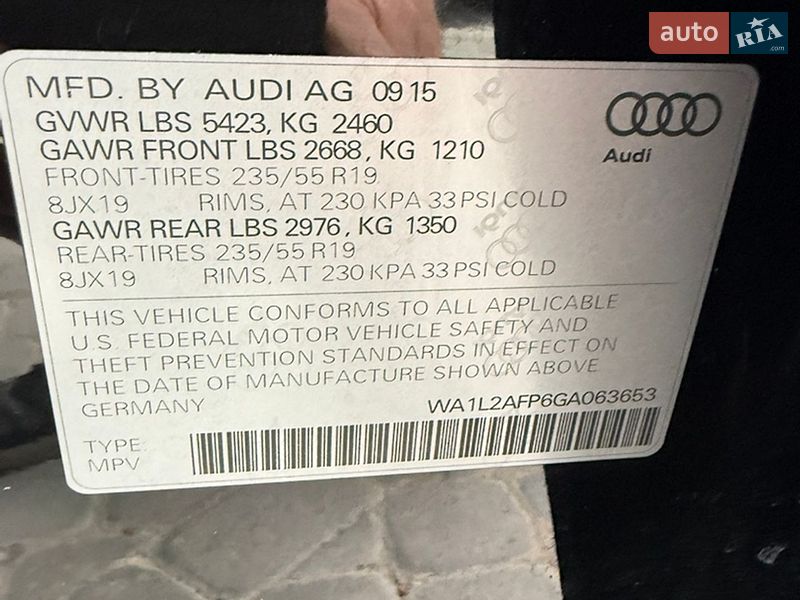 auto RIA .com
MFD. BY AUDI AG 09 15
GVWR LBS 5423, KG 2460
GAWR FRONT LBS 2668, KG 1210
FRONT-TIRES 235/55 R19
8JX19 RIMS, AT 230 KPA 33 PSI COLD
GAWR REAR LBS 2976, KG 1350
REAR-TIRES 235/55 R19
8JX19 RIMS, AT 230 KPA 33 PSI COLD
Audi
THIS VEHICLE CONFORMS TO ALL APPLICABLE
U.S. FEDERAL MOTOR VEHICLE SAFETY AND
THEFT PREVENTION STANDARDS IN EFFECT ON
THE DATE OF MANUFACTURE SHOWN ABOVE
GERMANY WA1L2AFP6GA063653
TYPE:
MPV